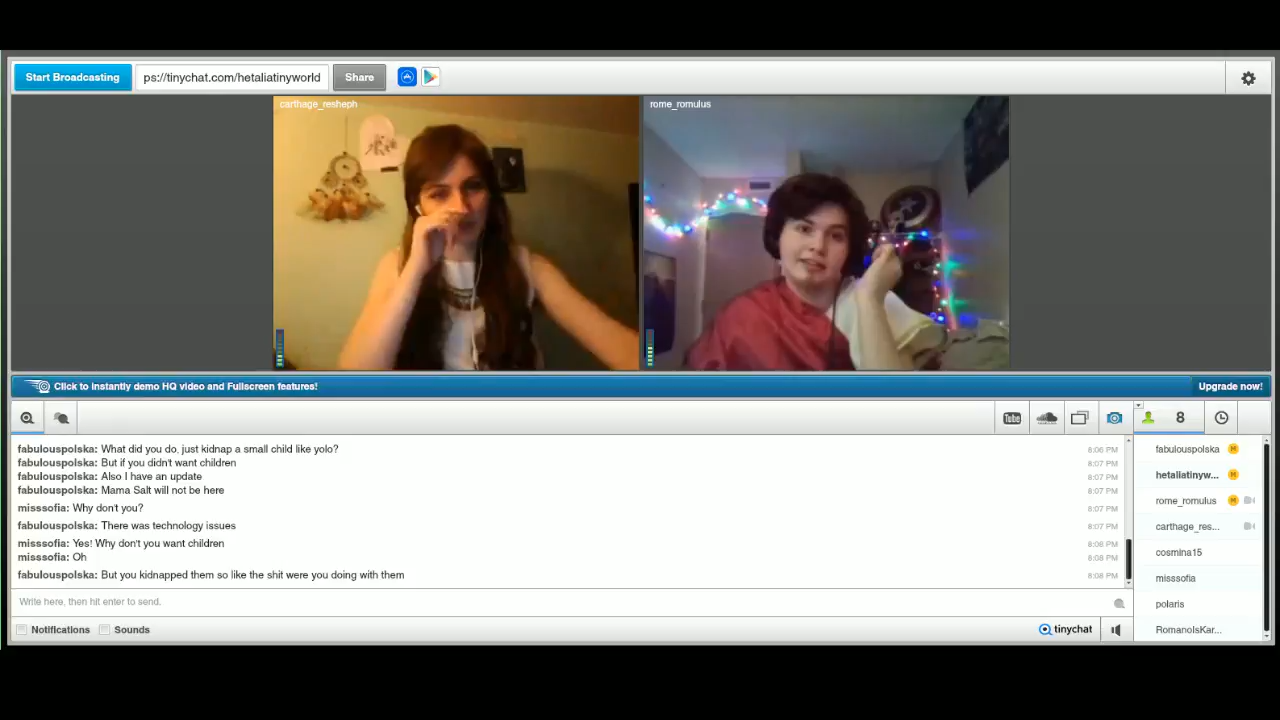 Start Broadcasting
ps://tinychat.com/hetaliatinyworld
Share
carthage_resheph
rome_romulus
Click to instantly demo HQ video and Fullscreen features!
Upgrade now!
You Tube
8
fabulouspolska: What did you do, just kidnap a small child like yolo? 8:06 PM
fabulouspolska: But if you didn't want children 8:07 PM
fabulouspolska: Also I have an update 8:07 PM
fabulouspolska: Mama Salt will not be here 8:07 PM
misssofia: Why don't you? 8:07 PM
fabulouspolska: There was technology issues 8:07 PM
misssofia: Yes! Why don't you want children 8:08 PM
misssofia: Oh 8:08 PM
fabulouspolska: But you kidnapped them so like the shit were you doing with them 8:08 PM
fabulouspolska M
hetaliatinyw... M
rome_romulus M
carthage_res...
cosmina15
misssofia
polaris
RomanoIsKar...
Write here, then hit enter to send.
Notifications
Sounds
tinychat